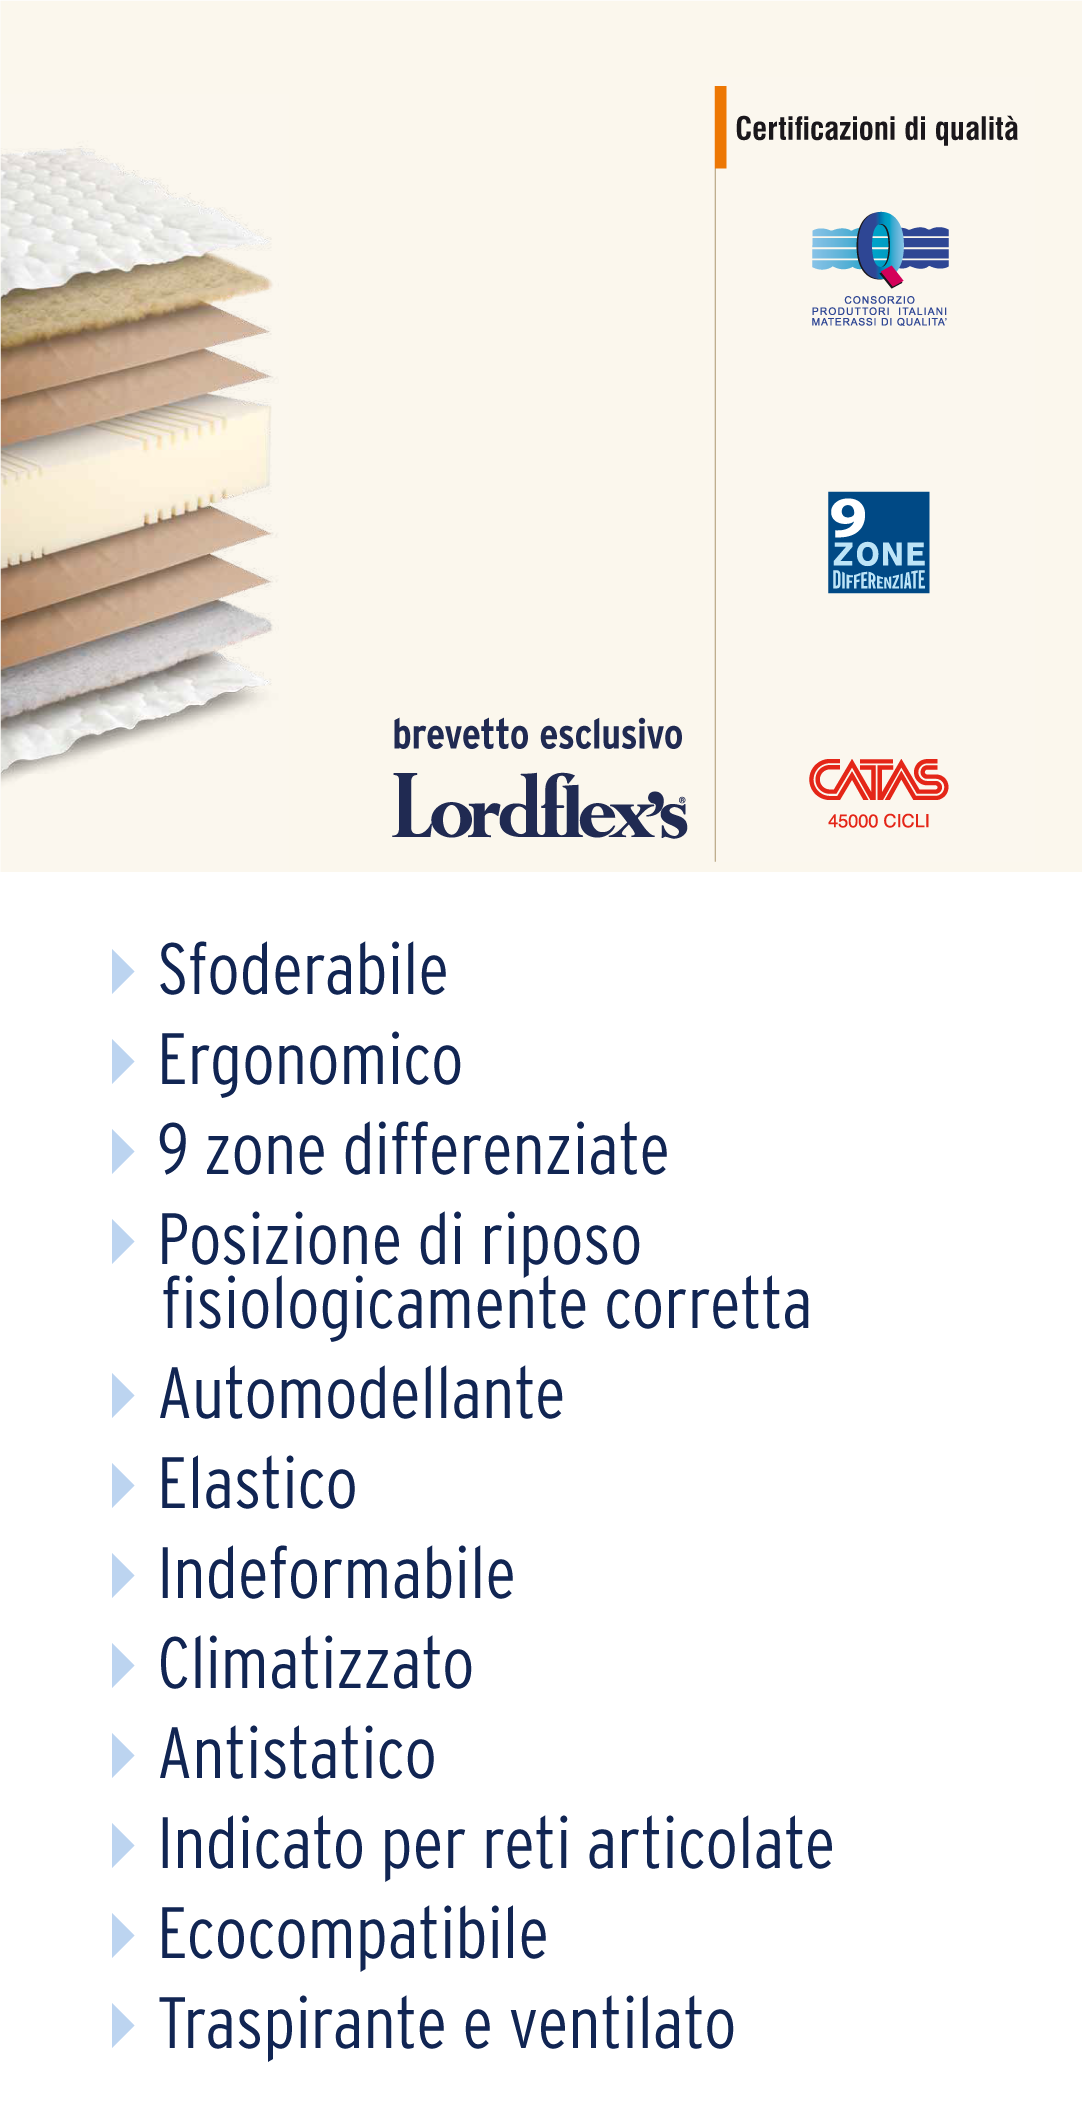 Certificazioni di qualità
Q
CONSORZIO
PRODUTTORI ITALIANI
MATERASSI DI QUALITA'
9
ZONE
DIFFERENZIATE
brevetto esclusivo
Lordflex's®
CATAS
45000 CICLI
Sfoderabile
Ergonomico
9 zone differenziate
Posizione di riposo
fisiologicamente corretta
Automodellante
Elastico
Indeformabile
Climatizzato
Antistatico
Indicato per reti articolate
Ecocompatibile
Traspirante e ventilato